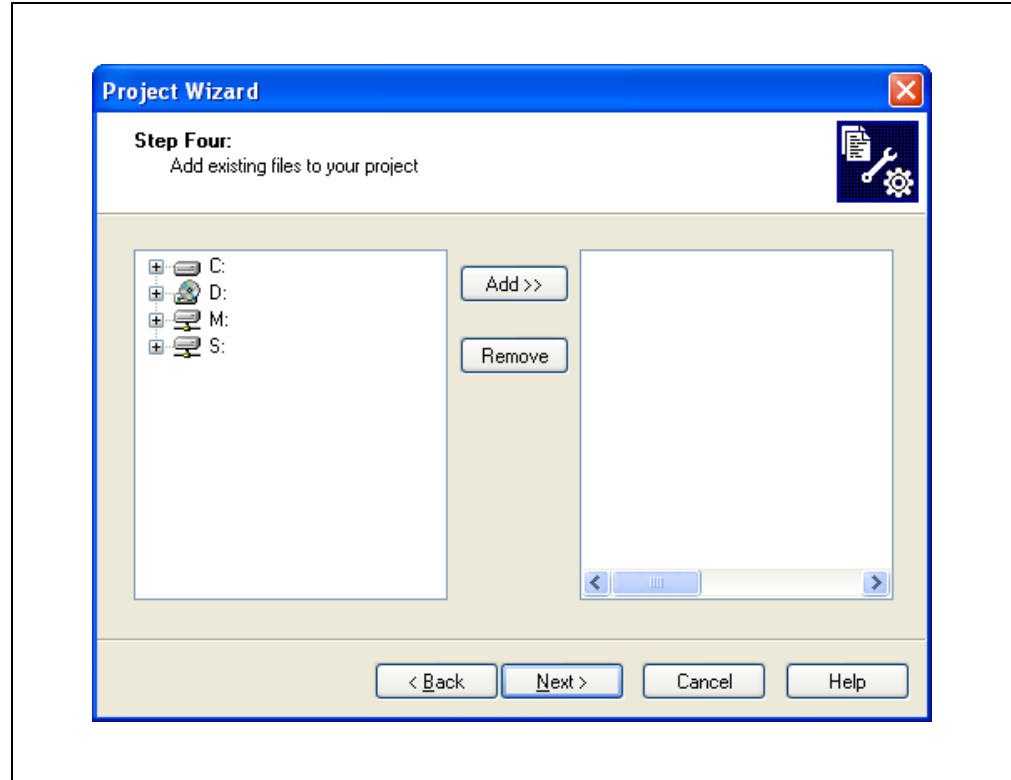 Project Wizard
Step Four:
Add existing files to your project
C:
D:
M:
S:
Add >>
Remove
< Back
Next >
Cancel
Help